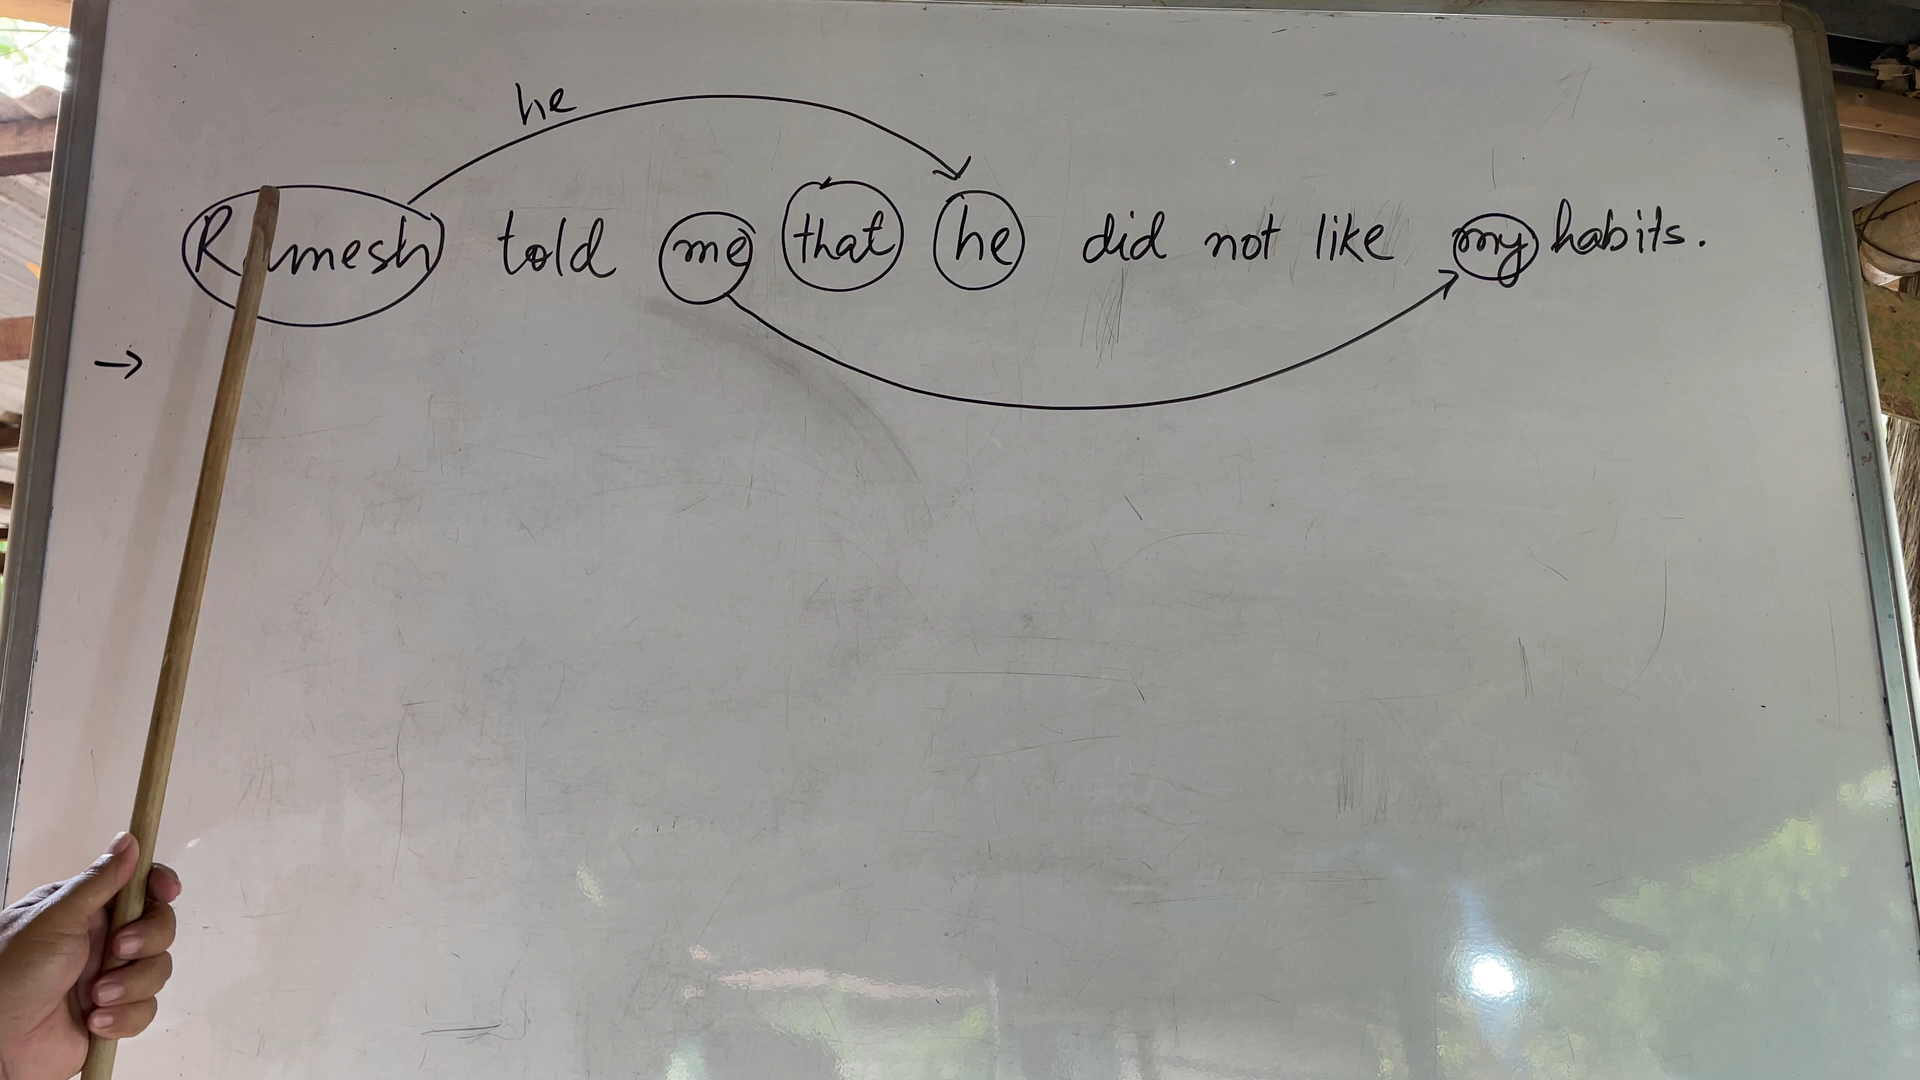 he
Ramesh told me that he did not like my habits.
→